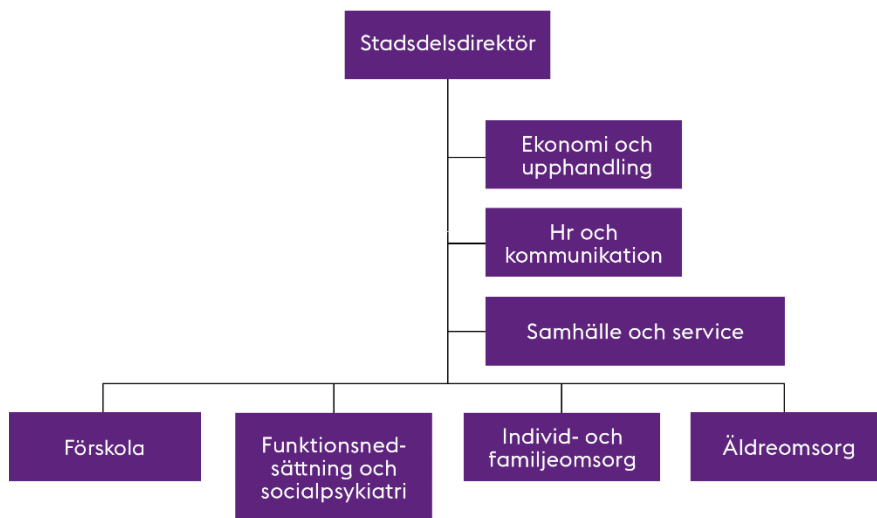 Stadsdelsdirektör
Ekonomi och
upphandling
Hr och
kommunikation
Samhälle och service
Förskola
Funktionsned-
sättning och
socialpsykiatri
Individ- och
familjeomsorg
Äldreomsorg